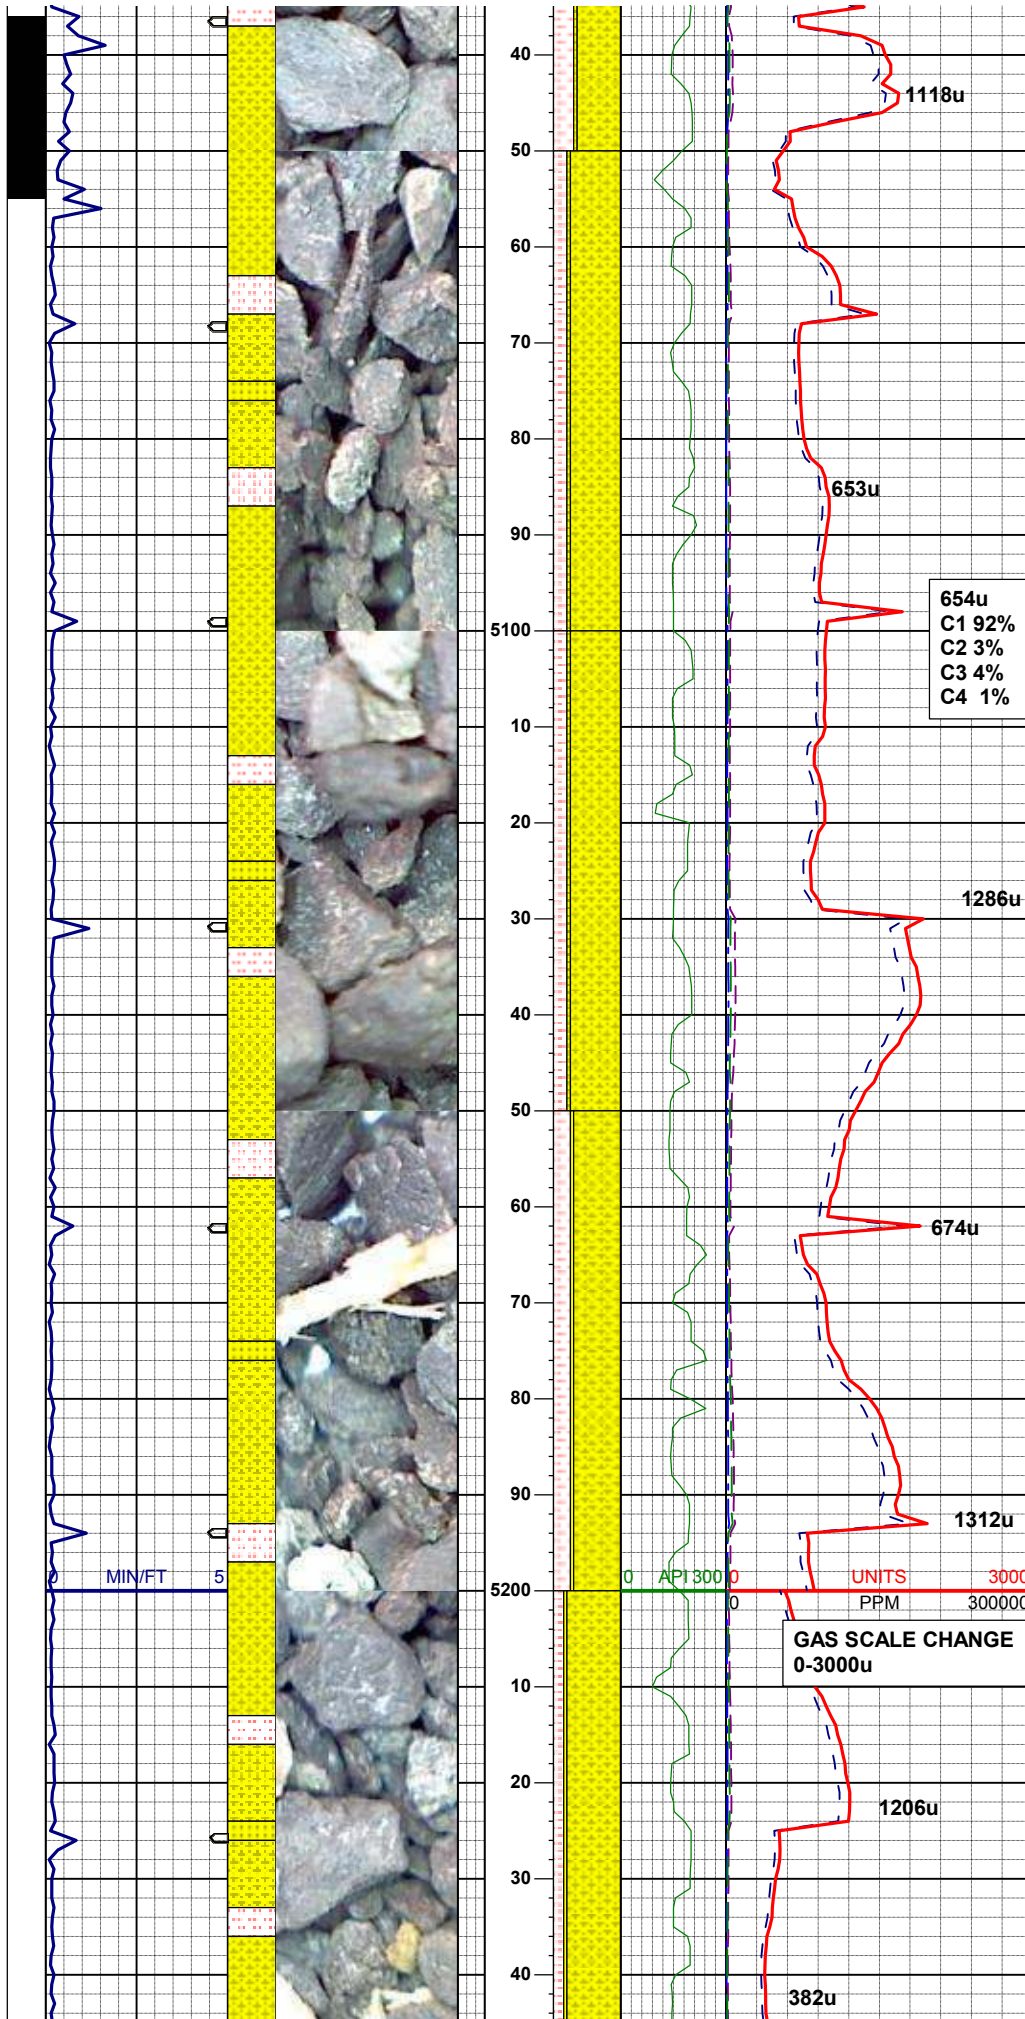 40
1118u
50
60
70
80
653u
90
654u
C1 92%
C2 3%
C3 4%
C4 1%
5100
10
20
1286u
30
40
50
60
674u
70
80
90
1312u
0 MIN/FT 5
5200
0 API 300
0 UNITS 3000
0 PPM 300000
GAS SCALE CHANGE
0-3000u
10
20
1206u
30
40
382u